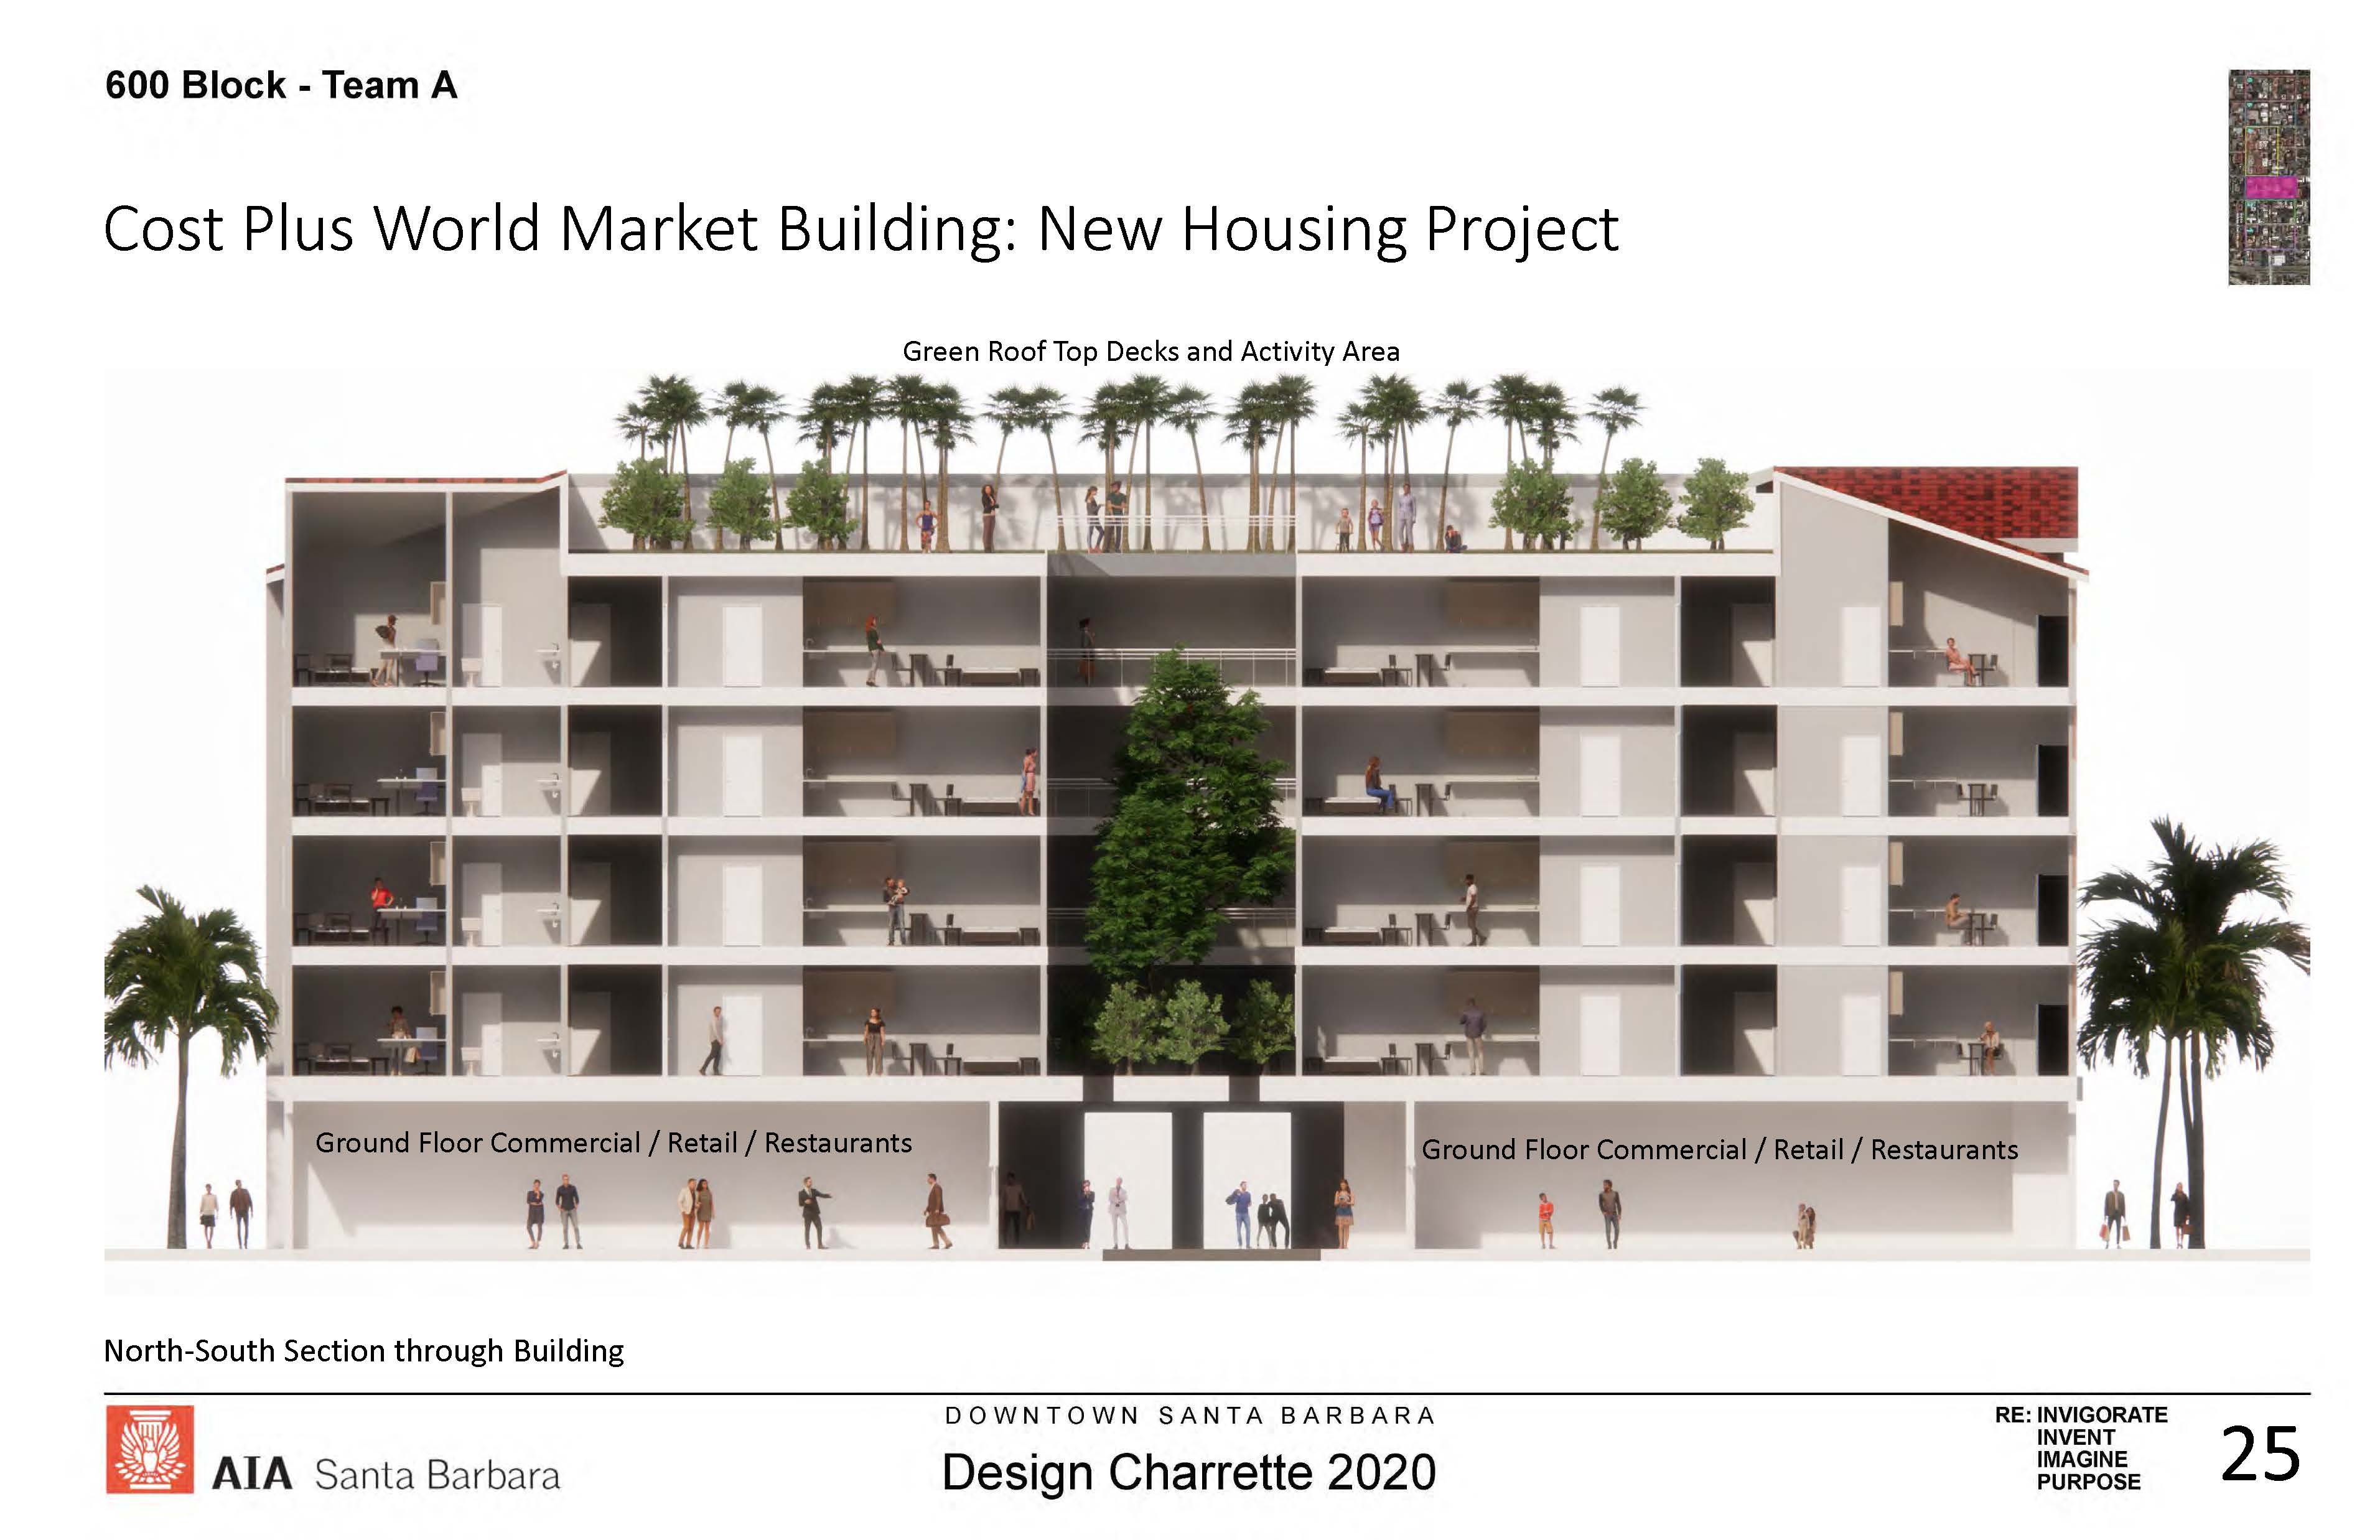 600 Block - Team A
Cost Plus World Market Building: New Housing Project
Green Roof Top Decks and Activity Area
Ground Floor Commercial / Retail / Restaurants
Ground Floor Commercial / Retail / Restaurants
North-South Section through Building
AIA Santa Barbara
DOWNTOWN SANTA BARBARA
Design Charrette 2020
RE: INVIGORATE
INVENT
IMAGINE
PURPOSE
25